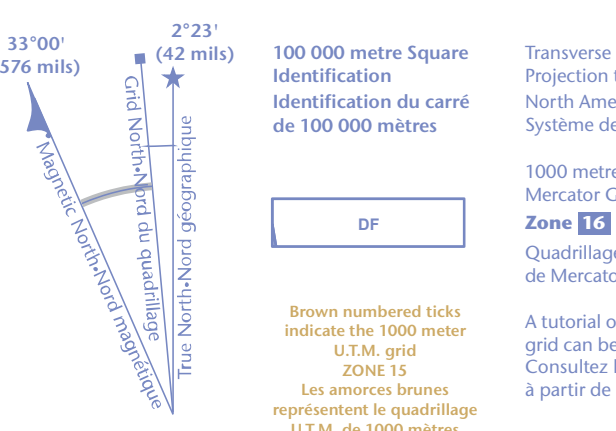 2°23'
(42 mils)
33°00'
576 mils)
Magnetic North•Nord magnétique
Grid North•Nord du quadrillage
True North•Nord géographique
100 000 metre Square
Identification
Identification du carré
de 100 000 mètres
DF
Brown numbered ticks
indicate the 1000 meter
U.T.M. grid
ZONE 15
Les amorces brunes
représentent le quadrillage
U.T.M. de 1000 mètres
Transverse
Projection
North Ame
Système de
1000 metre
Mercator G
Zone 16
Quadrillage
de Mercato
A tutorial o
grid can be
Consultez
à partir de